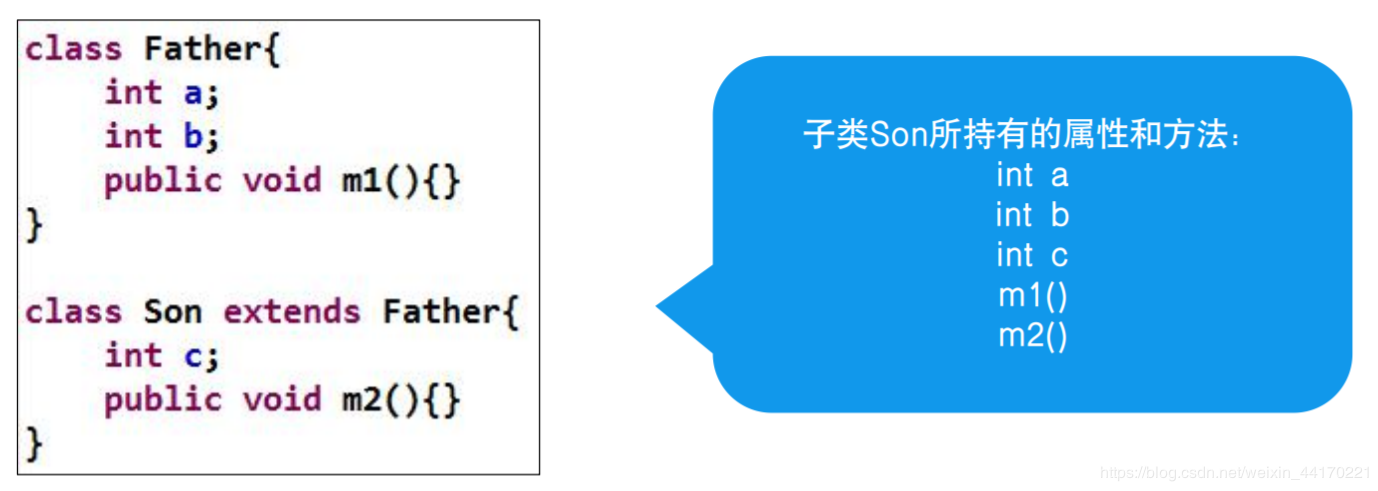 class Father{
    int a;
    int b;
    public void m1(){}
}
class Son extends Father{
    int c;
    public void m2(){}
}
子类Son所持有的属性和方法：
int a
int b
int c
m1()
m2()
https://blog.csdn.net/weixin_44170221